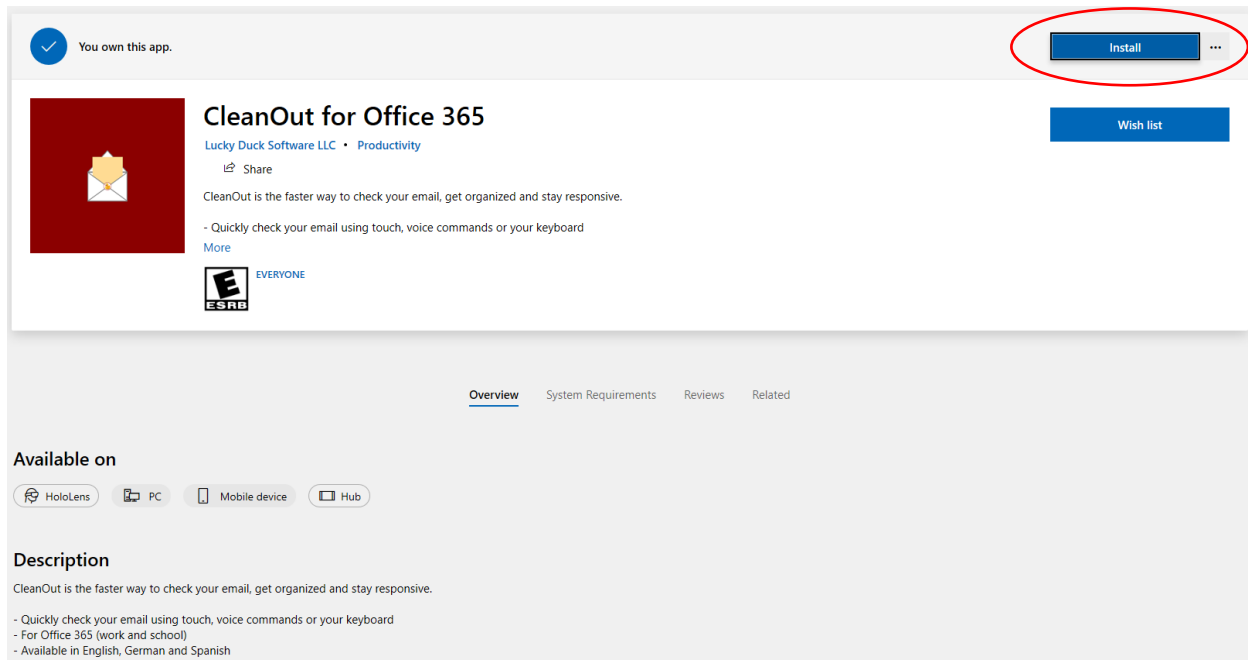 You own this app.
Install
...
CleanOut for Office 365
Wish list
Lucky Duck Software LLC • Productivity
Share
CleanOut is the faster way to check your email, get organized and stay responsive.
- Quickly check your email using touch, voice commands or your keyboard
More
E
ESRB
EVERYONE
Overview System Requirements Reviews Related
Available on
HoloLens PC Mobile device Hub
Description
CleanOut is the faster way to check your email, get organized and stay responsive.
- Quickly check your email using touch, voice commands or your keyboard
- For Office 365 (work and school)
- Available in English, German and Spanish